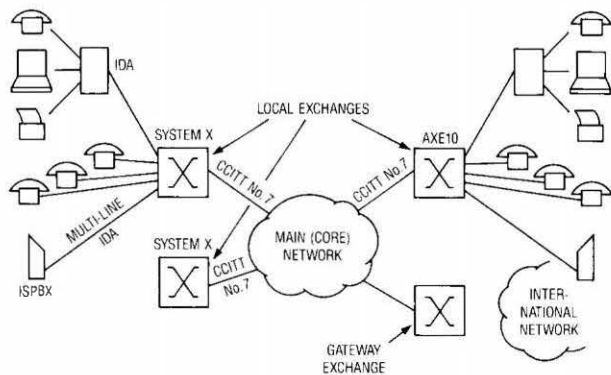 IDA
SYSTEM X
LOCAL EXCHANGES
AXE10
CCITT No.7
CCITT No.7
MULTI-LINE
IDA
SYSTEM X
CCITT
No.7
MAIN (CORE)
NETWORK
ISPBX
INTER-
NATIONAL
NETWORK
GATEWAY
EXCHANGE